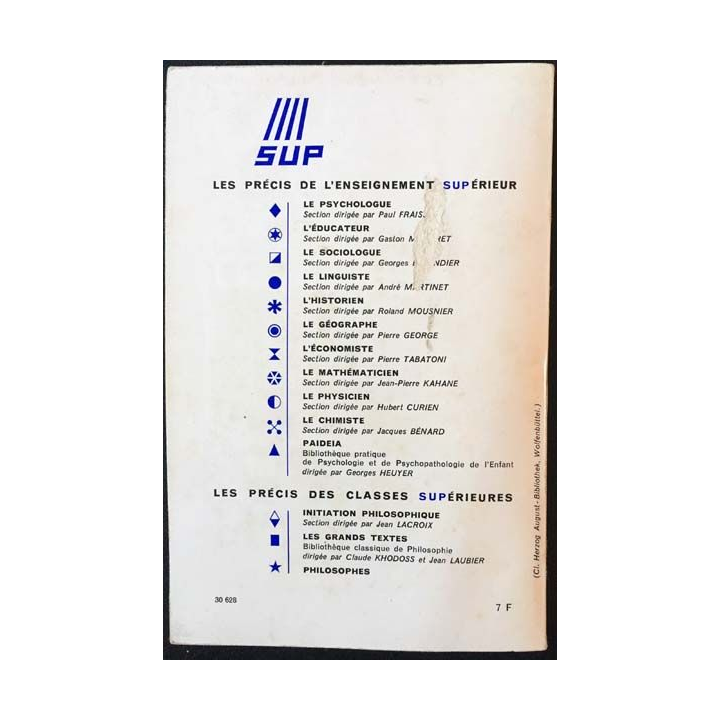 SUP
LES PRÉCIS DE L'ENSEIGNEMENT SUPÉRIEUR
LE PSYCHOLOGUE
Section dirigée par Paul
L'ÉDUCATEUR
Section dirigée par Gaston
LE SOCIOLOGUE
Section dirigée par Georges
LE LINGUISTE
Section dirigée par André MARTINET
L'HISTORIEN
Section dirigée par Roland MOUSNIER
LE GÉOGRAPHE
Section dirigée par Pierre GEORGE
L'ÉCONOMISTE
Section dirigée par Pierre TABATONI
LE MATHÉMATICIEN
Section dirigée par Jean-Pierre KAHANE
LE PHYSICIEN
Section dirigée par Hubert CURIEN
LE CHIMISTE
Section dirigée par Jacques BÉNARD
PAIDEIA
Bibliothèque pratique
de Psychologie et de Psychopathologie de l'Enfant
dirigée par Georges HEUYER
LES PRÉCIS DES CLASSES SUPÉRIEURES
INITIATION PHILOSOPHIQUE
Section dirigée par Jean LACROIX
LES GRANDS TEXTES
Bibliothèque classique de Philosophie
dirigée par Claude KHODOSS et Jean LAUBIER
PHILOSOPHES
(Cl. Herzog August-Bibliothek, Wolfenbüttel.)
30 628
7 F